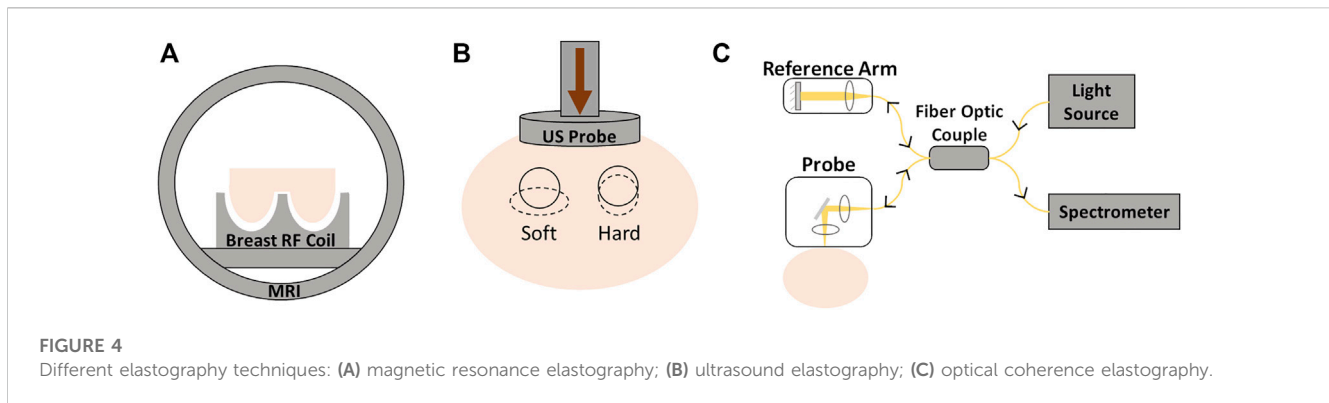 A
Breast RF Coil
MRI
B
US Probe
Soft
Hard
C
Reference Arm
Fiber Optic
Couple
Light
Source
Probe
Spectrometer
FIGURE 4
Different elastography techniques: (A) magnetic resonance elastography; (B) ultrasound elastography; (C) optical coherence elastography.